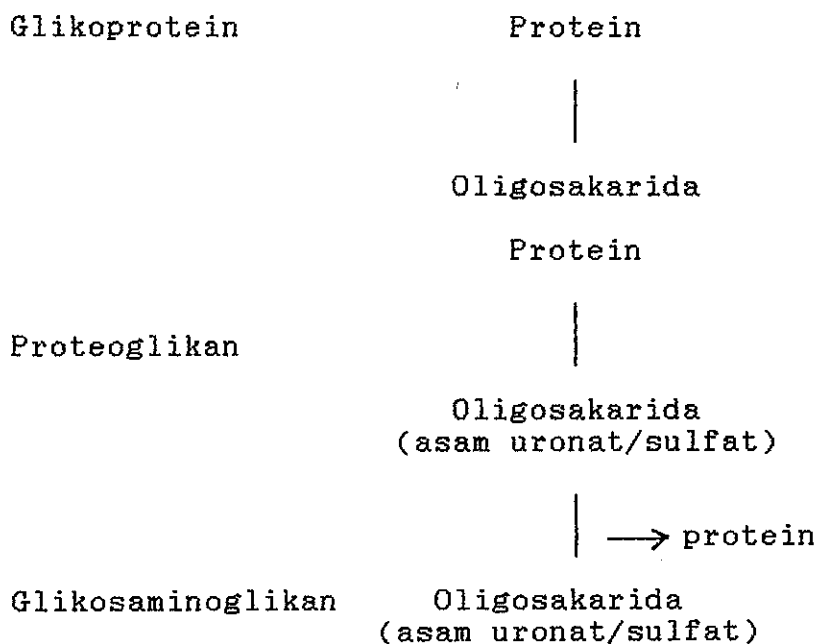 Glikoprotein Protein
Oligosakarida
Protein
Proteoglikan
Oligosakarida
(asam uronat/sulfat)
→ protein
Glikosaminoglikan Oligosakarida
(asam uronat/sulfat)